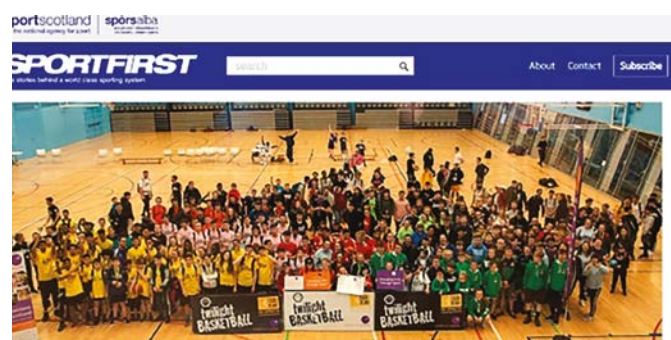 sportscotland spòrsalba
the national agency for sport
SPORTFIRST
stories behind a world class sporting system
search
About Contact Subscribe
twilight
BASKETBALL
twilight
BASKETBALL
twilight
BASKETBALL